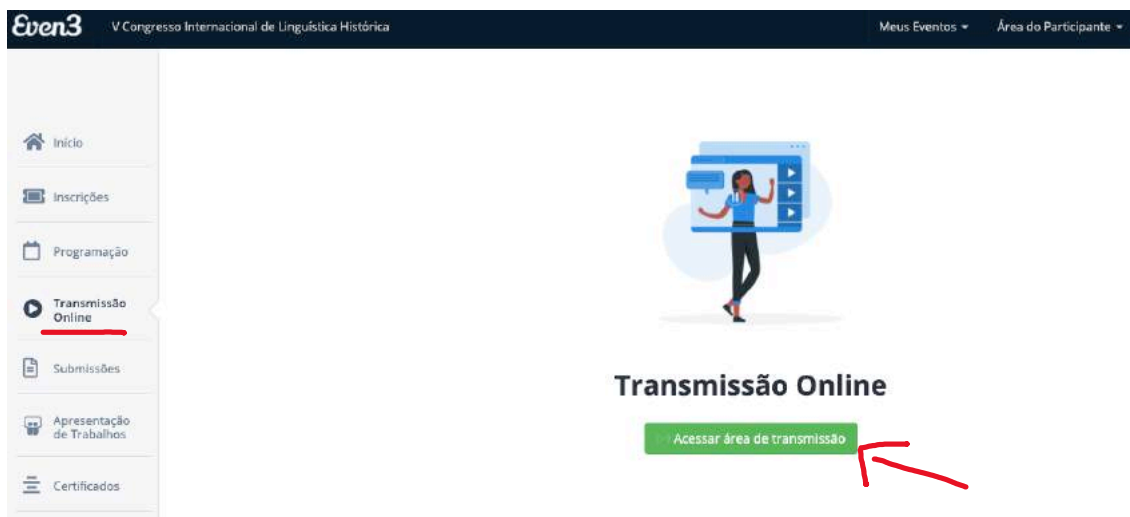 Even3
V Congresso Internacional de Linguística Histórica
Meus Eventos
Área do Participante
Início
Inscrições
Programação
Transmissão
Online
Submissões
Apresentação
de Trabalhos
Certificados
Transmissão Online
Acessar área de transmissão